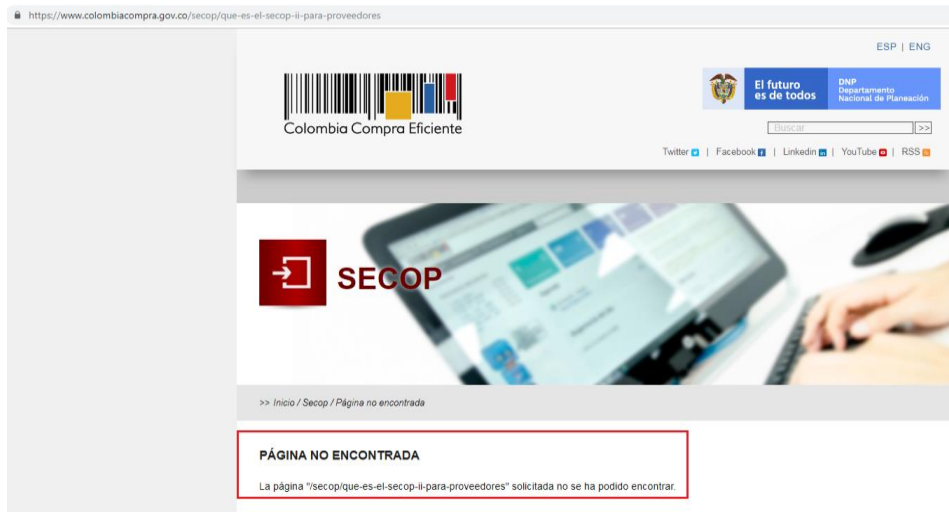 https://www.colombiacompra.gov.co/secop/que-es-el-secop-ii-para-proveedores
ESP | ENG
Colombia Compra Eficiente
El futuro
es de todos
DNP
Departamento
Nacional de Planeación
Buscar >>
Twitter | Facebook | Linkedin | YouTube | RSS
SECOP
>> Inicio / Secop / Página no encontrada
PÁGINA NO ENCONTRADA
La página "/secop/que-es-el-secop-ii-para-proveedores" solicitada no se ha podido encontrar.